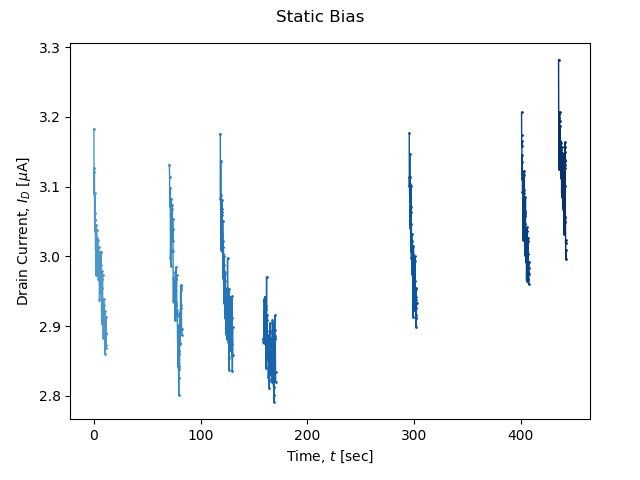 Static Bias
3.3
3.2
3.1
3.0
2.9
2.8
Drain Current, I_D [μA]
0 100 200 300 400
Time, t [sec]